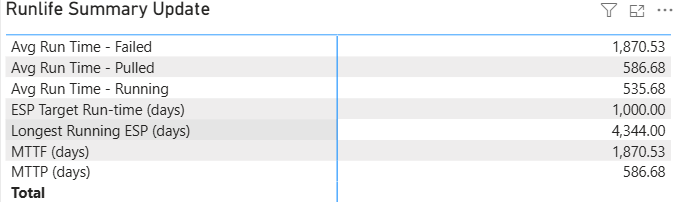 Runlife Summary Update
Avg Run Time - Failed 1,870.53
Avg Run Time - Pulled 586.68
Avg Run Time - Running 535.68
ESP Target Run-time (days) 1,000.00
Longest Running ESP (days) 4,344.00
MTTF (days) 1,870.53
MTTP (days) 586.68
Total